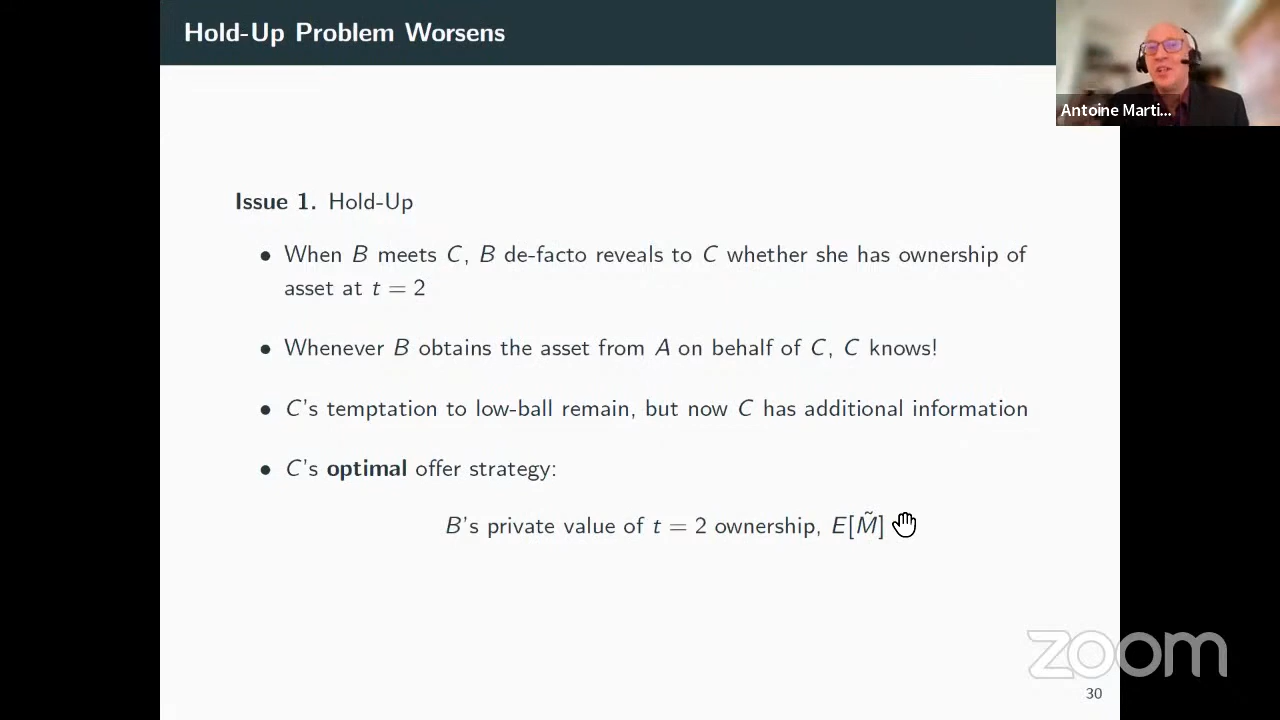 Hold-Up Problem Worsens
Antoine Marti...
Issue 1. Hold-Up
• When B meets C, B de-facto reveals to C whether she has ownership of
asset at t = 2
• Whenever B obtains the asset from A on behalf of C, C knows!
• C's temptation to low-ball remain, but now C has additional information
• C's optimal offer strategy:
B's private value of t = 2 ownership, E[M̃]
zoom
30